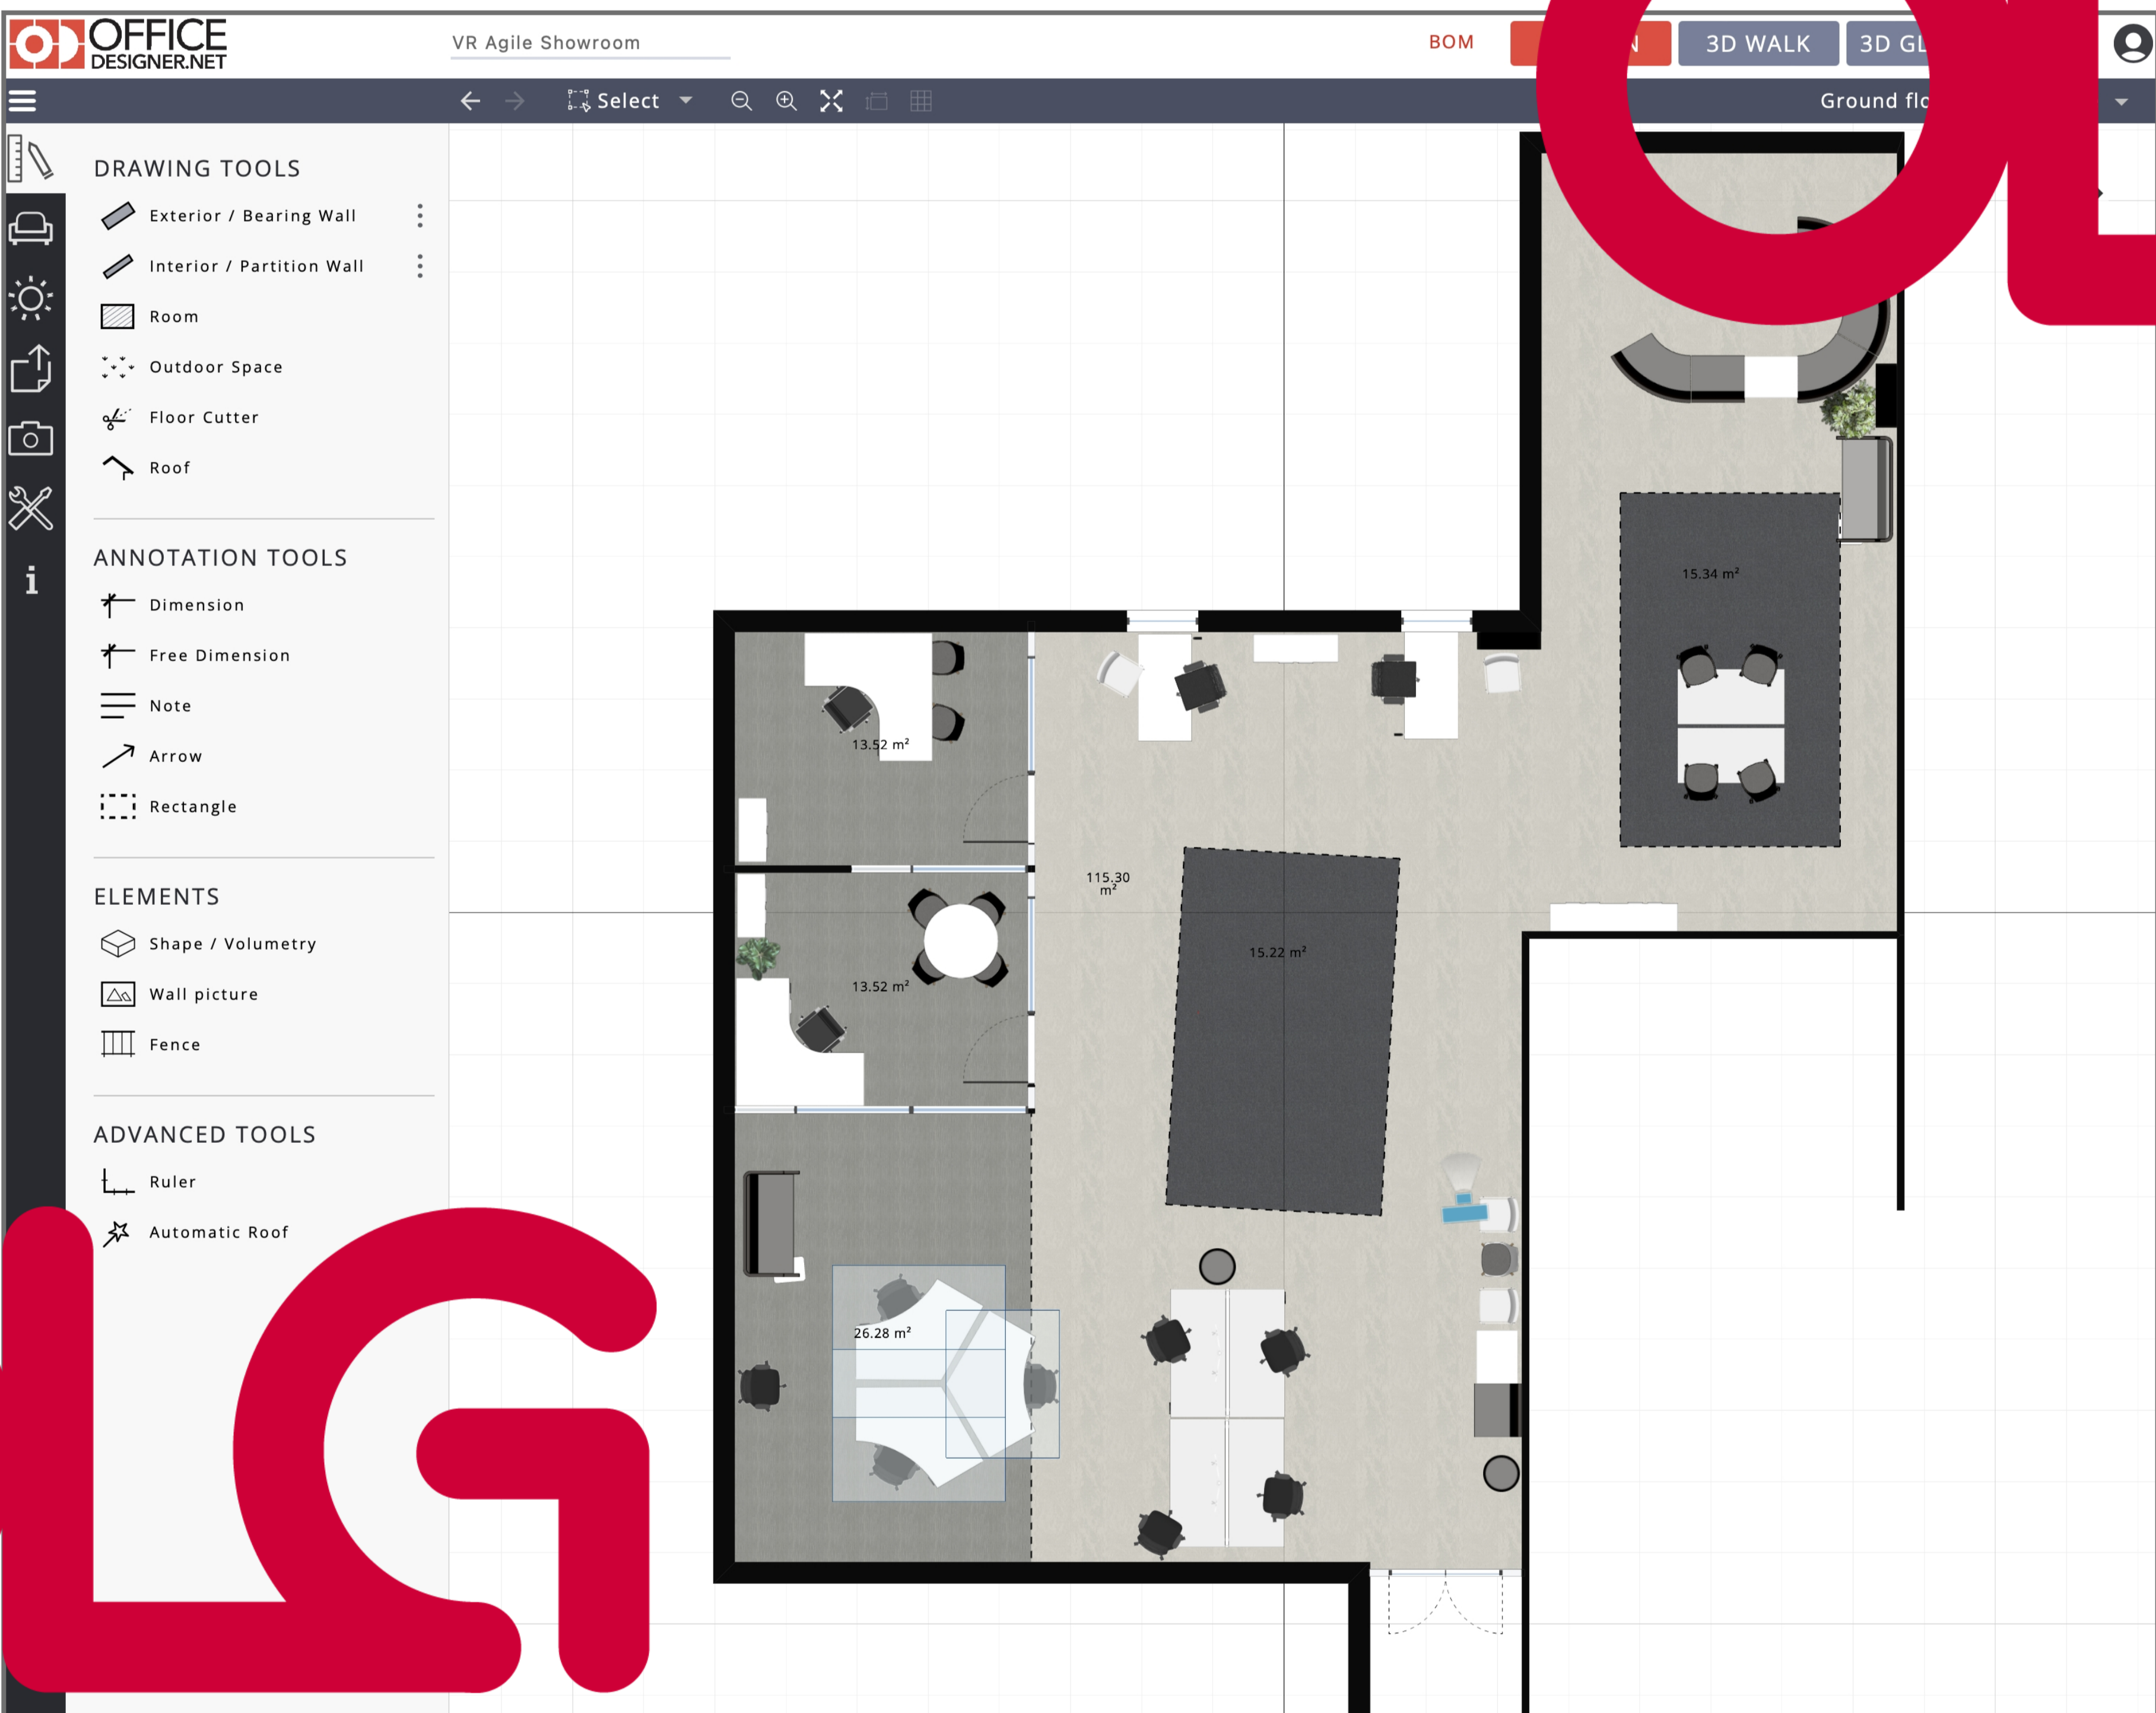 OFFICE
DESIGNER.NET
VR Agile Showroom
BOM
3D WALK
Select
DRAWING TOOLS
Exterior / Bearing Wall
Interior / Partition Wall
Room
Outdoor Space
Floor Cutter
Roof
ANNOTATION TOOLS
Dimension
Free Dimension
Note
Arrow
Rectangle
ELEMENTS
Shape / Volumetry
Wall picture
Fence
ADVANCED TOOLS
Ruler
Automatic Roof
15.34 m²
13.52 m²
115.30
m²
15.22 m²
13.52 m²
26.28 m²
3D
Ground
LG